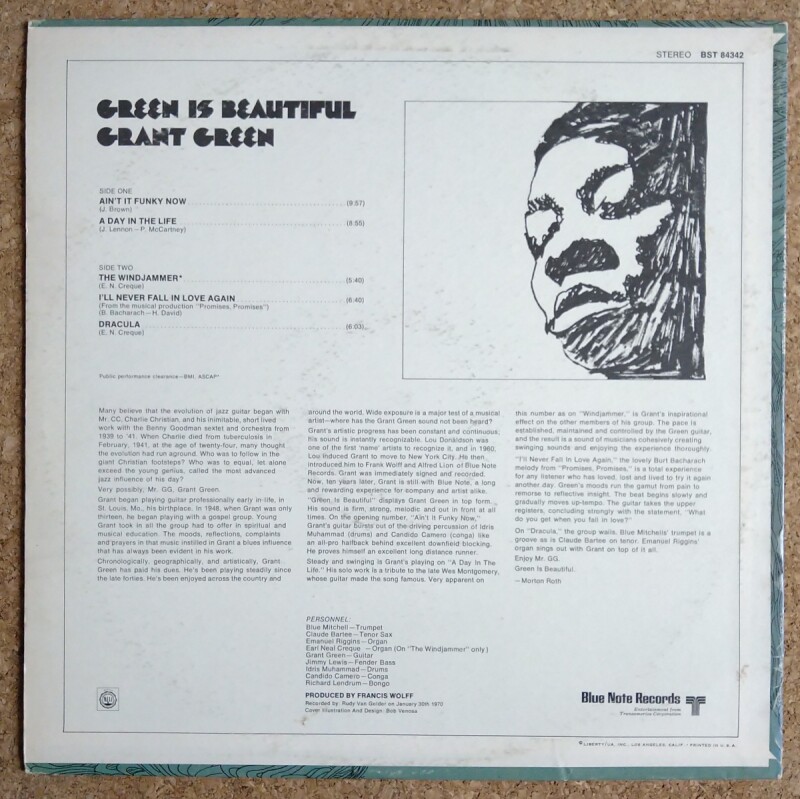 STEREO BST 84342
GREEN IS BEAUTIFUL
GRANT GREEN
SIDE ONE
AIN'T IT FUNKY NOW (9:57)
(J. Brown)
A DAY IN THE LIFE (8:55)
(J. Lennon—P. McCartney)
SIDE TWO
THE WINDJAMMER* (5:40)
(E. N. Creque)
I'LL NEVER FALL IN LOVE AGAIN (6:40)
(From the musical production "Promises, Promises")
(B. Bacharach—H. David)
DRACULA (6:03)
(E. N. Creque)
Public performance clearance—BMI, ASCAP*
Many believe that the evolution of jazz guitar began with
Mr. CC, Charlie Christian, and his inimitable, short lived
work with the Benny Goodman sextet and orchestra from
1939 to '41. When Charlie died from tuberculosis in
February, 1941, at the age of twenty-four, many thought
the evolution had run aground. Who was to follow in the
giant Christian footsteps? Who was to equal, let alone
exceed the young genius, called the most advanced
jazz influence of his day?
Very possibly, Mr. GG, Grant Green.
Grant began playing guitar professionally early in life, in
St. Louis, Mo., his birthplace. In 1948, when Grant was only
thirteen, he began playing with a gospel group. Young
Grant took in all the group had to offer in spiritual and
musical education. The moods, reflections, complaints
and prayers in that music instilled in Grant a blues influence
that has always been evident in his work.
Chronologically, geographically, and artistically, Grant
Green has paid his dues. He's been playing steadily since
the late forties. He's been enjoyed across the country and
around the world. Wide exposure is a major test of a musical
artist—where has the Grant Green sound not been heard?
Grant's artistic progress has been constant and continuous;
his sound is instantly recognizable. Lou Donaldson was
one of the first 'name' artists to recognize it, and in 1960,
Lou induced Grant to move to New York City. He then
introduced him to Frank Wolff and Alfred Lion of Blue Note
Records. Grant was immediately signed and recorded.
Now, ten years later, Grant is still with Blue Note, a long
and rewarding experience for company and artist alike.
"Green, Is Beautiful" displays Grant Green in top form.
His sound is firm, strong, melodic and out in front at all
times. On the opening number, "Ain't It Funky Now,"
Grant's guitar bursts out of the driving percussion of Idris
Muhammad (drums) and Candido Camero (conga) like
an all-pro halfback behind excellent downfield blocking.
He proves himself an excellent long distance runner.
Steady and swinging is Grant's playing on "A Day In The
Life." His solo work is a tribute to the late Wes Montgomery,
whose guitar made the song famous. Very apparent on
this number as on "Windjammer," is Grant's inspirational
effect on the other members of his group. The pace is
established, maintained and controlled by the Green guitar,
and the result is a sound of musicians cohesively creating
swinging sounds and enjoying the experience thoroughly.
"I'll Never Fall In Love Again," the lovely Burt Bacharach
melody from "Promises, Promises," is a total experience
for any listener who has loved, lost and lived to try it again
another day. Green's moods run the gamut from pain to
remorse to reflective insight. The beat begins slowly and
gradually moves up-tempo. The guitar takes the upper
registers, concluding strongly with the statement, "What
do you get when you fall in love?"
On "Dracula," the group wails. Blue Mitchells' trumpet is a
groove as is Claude Bartee on tenor. Emanuel Riggins'
organ sings out with Grant on top of it all.
Enjoy Mr. GG.
Green Is Beautiful.
—Morton Roth
PERSONNEL:
Blue Mitchell—Trumpet
Claude Bartee—Tenor Sax
Emanuel Riggins—Organ
Earl Neal Creque —Organ (On "The Windjammer" only)
Grant Green—Guitar
Jimmy Lewis—Fender Bass
Idris Muhammad—Drums
Candido Camero—Conga
Richard Lendrum—Bongo
PRODUCED BY FRANCIS WOLFF
Recorded by: Rudy Van Gelder on January 30th 1970
Cover Illustration And Design: Bob Venosa
Blue Note Records
Entertainment from
Transamerica Corporation
©LIBERTY/UA, INC., LOS ANGELES, CALIF · PRINTED IN U.S.A.